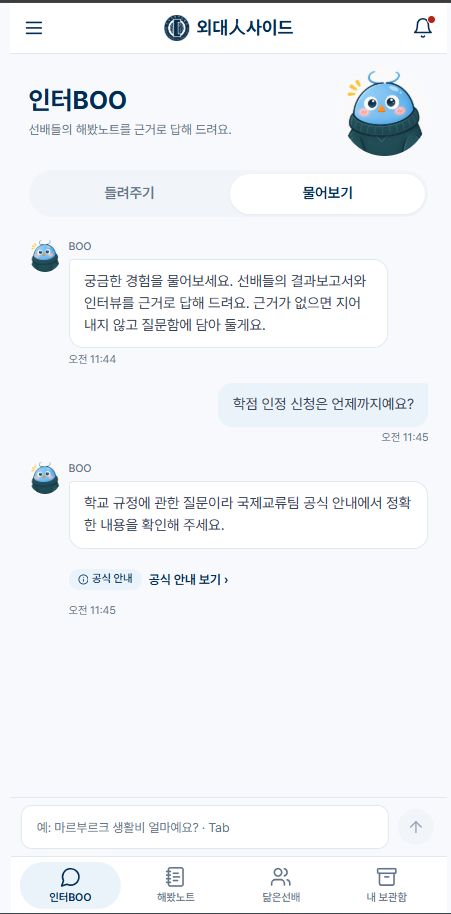 외대人사이드
인터BOO
선배들의 해봤노트를 근거로 답해 드려요.
들려주기
물어보기
BOO
궁금한 경험을 물어보세요. 선배들의 결과보고서와
인터뷰를 근거로 답해 드려요. 근거가 없으면 지어
내지 않고 질문함에 담아 둘게요.
오전 11:44
학점 인정 신청은 언제까지예요?
오전 11:45
BOO
학교 규정에 관한 질문이라 국제교류팀 공식 안내에서 정확
한 내용을 확인해 주세요.
공식 안내 공식 안내 보기 ›
오전 11:45
예: 마르부르크 생활비 얼마예요? · Tab
인터BOO
해봤노트
닮은선배
내 보관함